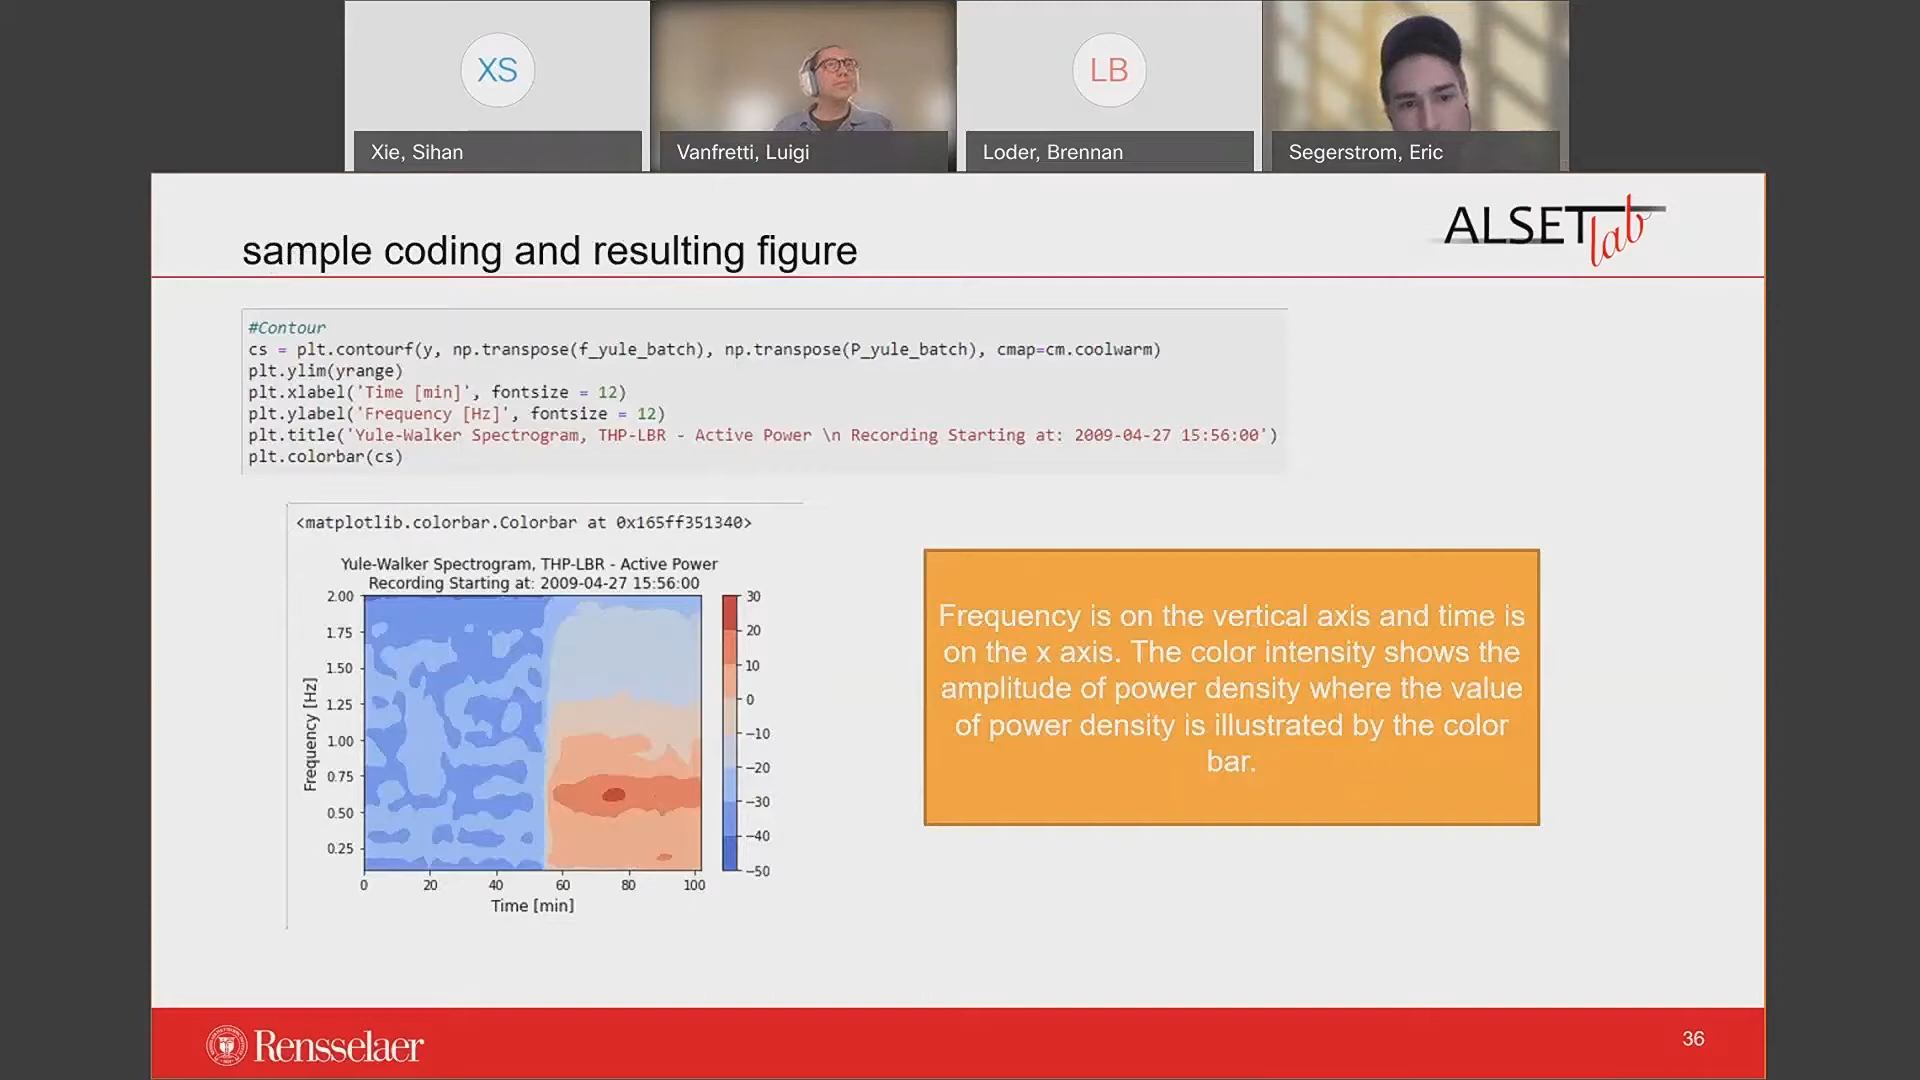 XS
LB
Xie, Sihan
Vanfretti, Luigi
Loder, Brennan
Segerstrom, Eric
ALSETlab
sample coding and resulting figure
#Contour
cs = plt.contourf(y, np.transpose(f_yule_batch), np.transpose(P_yule_batch), cmap=cm.coolwarm)
plt.ylim(yrange)
plt.xlabel('Time [min]', fontsize = 12)
plt.ylabel('Frequency [Hz]', fontsize = 12)
plt.title('Yule-Walker Spectrogram, THP-LBR - Active Power \n Recording Starting at: 2009-04-27 15:56:00')
plt.colorbar(cs)
<matplotlib.colorbar.Colorbar at 0x165ff351340>
Yule-Walker Spectrogram, THP-LBR - Active Power
Recording Starting at: 2009-04-27 15:56:00
2.00
1.75
1.50
1.25
1.00
0.75
0.50
0.25
Frequency [Hz]
0 20 40 60 80 100
Time [min]
30
20
10
0
−10
−20
−30
−40
−50
Frequency is on the vertical axis and time is
on the x axis. The color intensity shows the
amplitude of power density where the value
of power density is illustrated by the color
bar.
Rensselaer
36